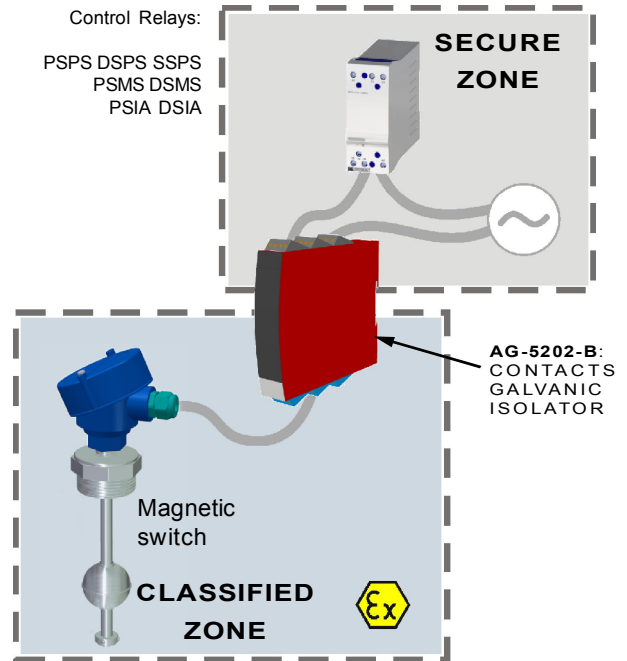 Control Relays:
PSPS DSPS SSPS
PSMS DSMS
PSIA DSIA
SECURE
ZONE
AG-5202-B:
CONTACTS
GALVANIC
ISOLATOR
Magnetic
switch
CLASSIFIED
ZONE
Ex